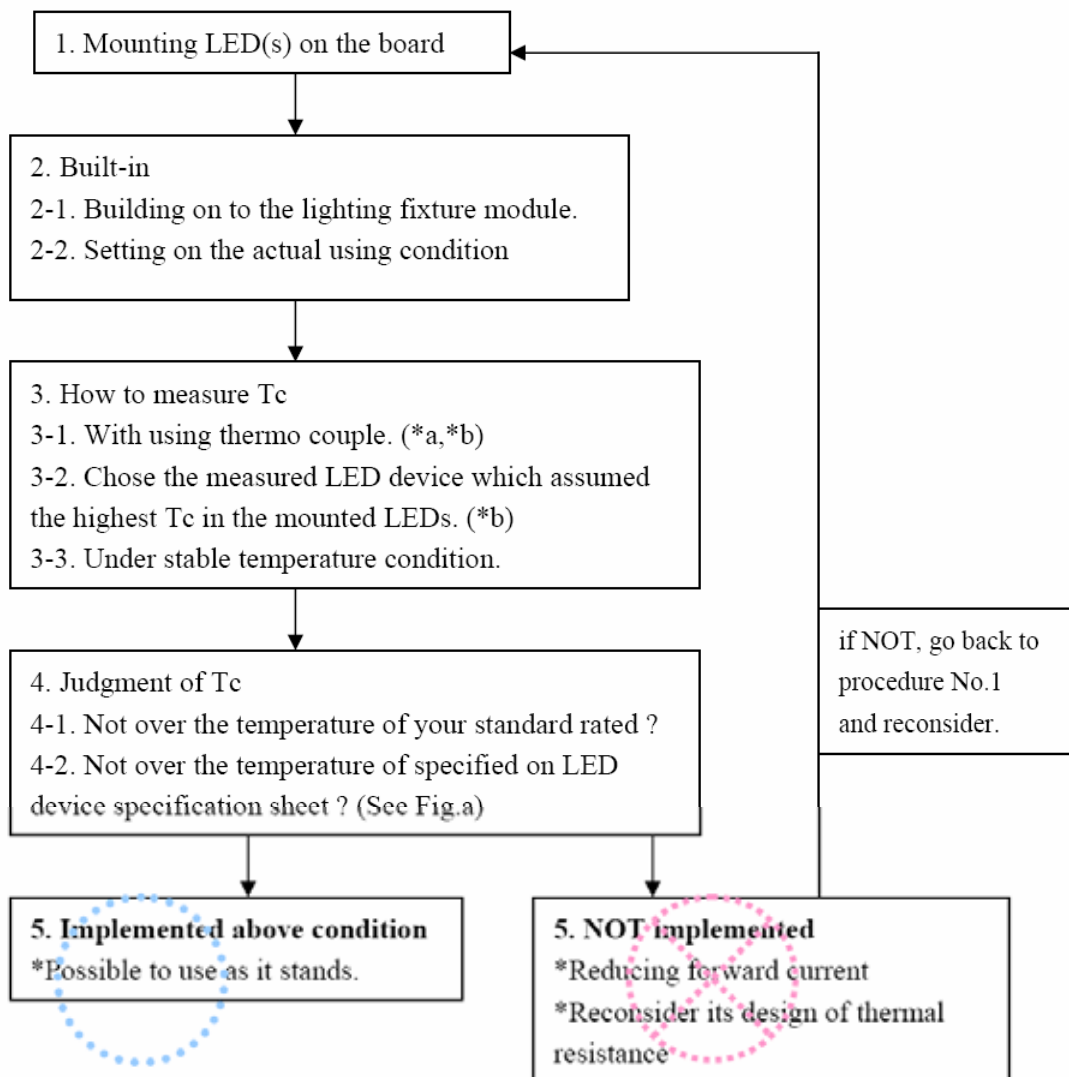 1. Mounting LED(s) on the board
2. Built-in
2-1. Building on to the lighting fixture module.
2-2. Setting on the actual using condition
3. How to measure Tc
3-1. With using thermo couple. (*a,*b)
3-2. Chose the measured LED device which assumed
the highest Tc in the mounted LEDs. (*b)
3-3. Under stable temperature condition.
if NOT, go back to
procedure No.1
and reconsider.
4. Judgment of Tc
4-1. Not over the temperature of your standard rated ?
4-2. Not over the temperature of specified on LED
device specification sheet ? (See Fig.a)
5. Implemented above condition
*Possible to use as it stands.
5. NOT implemented
*Reducing forward current
*Reconsider its design of thermal
resistance